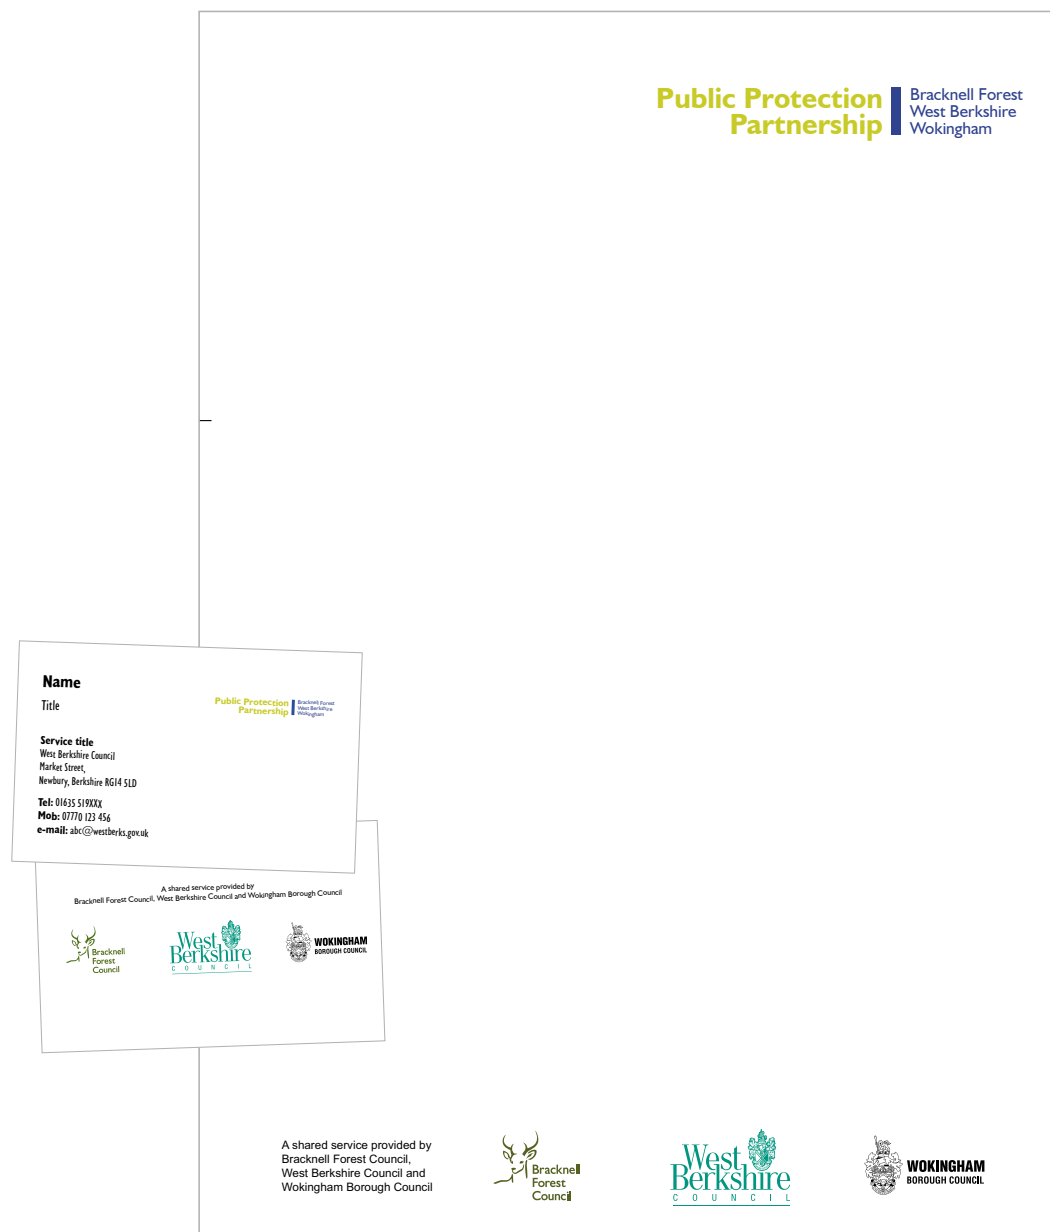 Public Protection
Partnership
Bracknell Forest
West Berkshire
Wokingham
Name
Title
Public Protection
Partnership
Bracknell Forest
West Berkshire
Wokingham
Service title
West Berkshire Council
Market Street,
Newbury, Berkshire RG14 5LD
Tel: 01635 519XXX
Mob: 07770 123 456
e-mail: abc@westberks.gov.uk
A shared service provided by
Bracknell Forest Council, West Berkshire Council and Wokingham Borough Council
Bracknell
Forest
Council
West
Berkshire
COUNCIL
WOKINGHAM
BOROUGH COUNCIL
A shared service provided by
Bracknell Forest Council,
West Berkshire Council and
Wokingham Borough Council
Bracknell
Forest
Council
West
Berkshire
COUNCIL
WOKINGHAM
BOROUGH COUNCIL